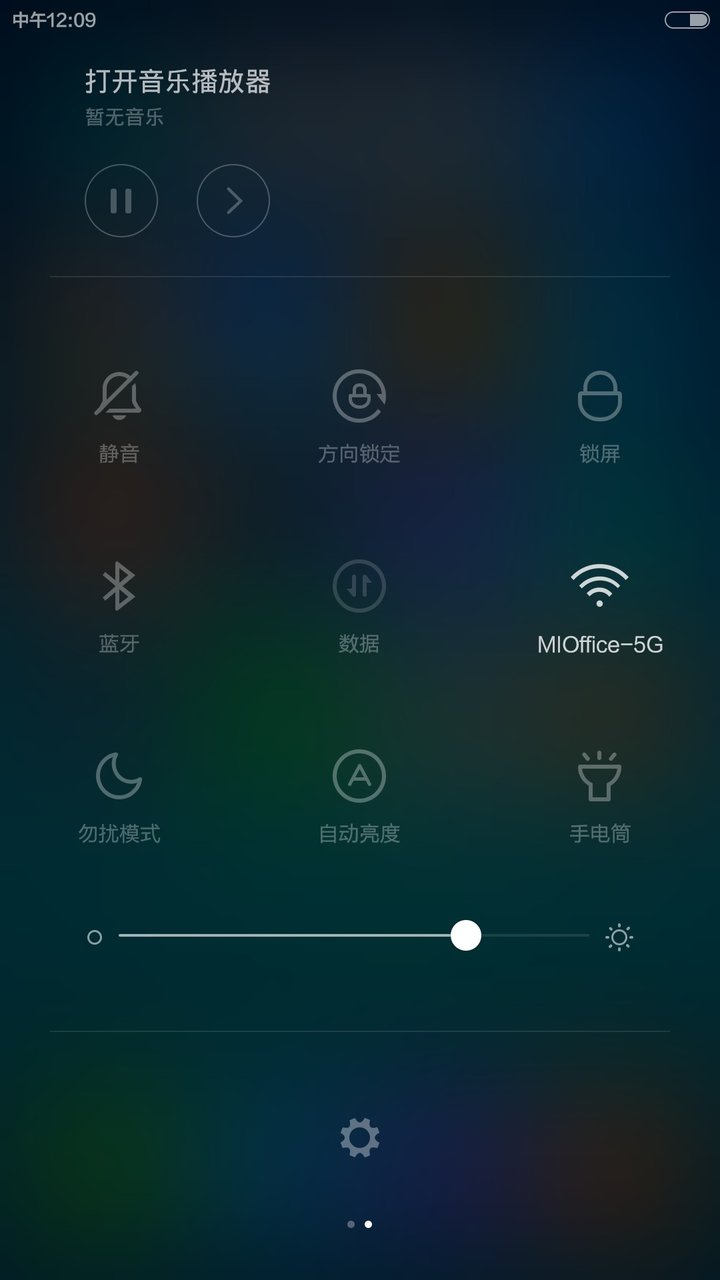 中午12:09
打开音乐播放器
暂无音乐
静音
方向锁定
锁屏
蓝牙
数据
MIOffice-5G
勿扰模式
自动亮度
手电筒